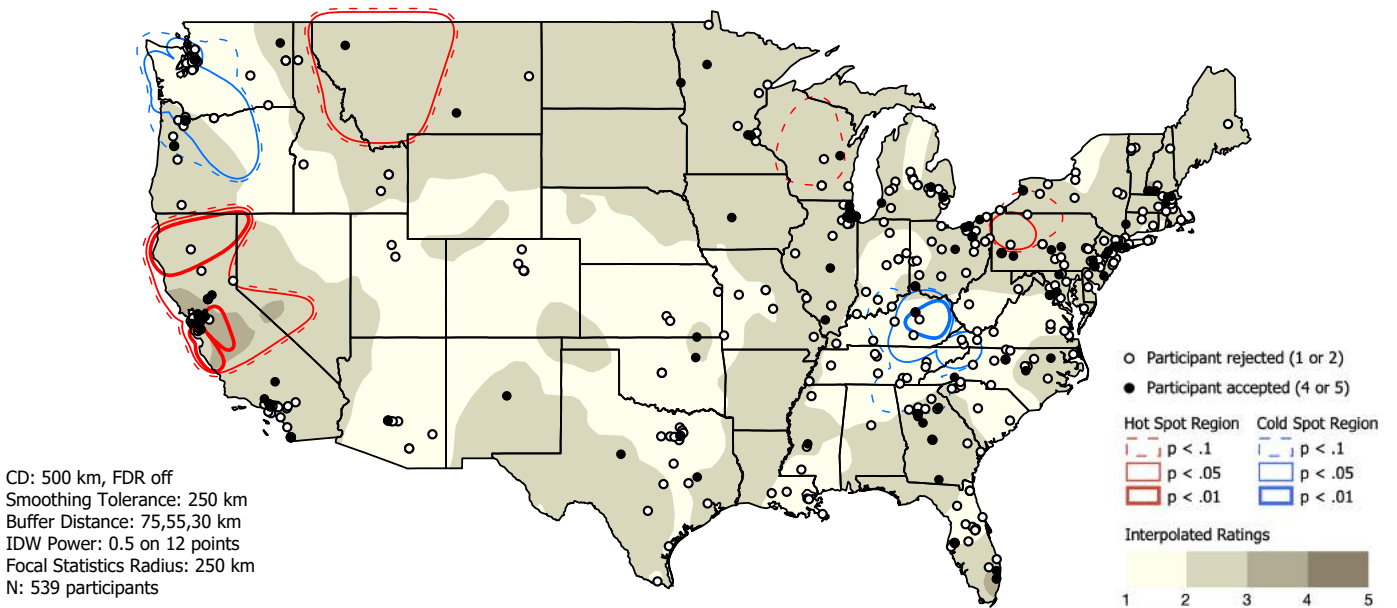 CD: 500 km, FDR off
Smoothing Tolerance: 250 km
Buffer Distance: 75,55,30 km
IDW Power: 0.5 on 12 points
Focal Statistics Radius: 250 km
N: 539 participants
Participant rejected (1 or 2)
Participant accepted (4 or 5)
Hot Spot Region Cold Spot Region
p < .1 p < .1
p < .05 p < .05
p < .01 p < .01
Interpolated Ratings
1 2 3 4 5